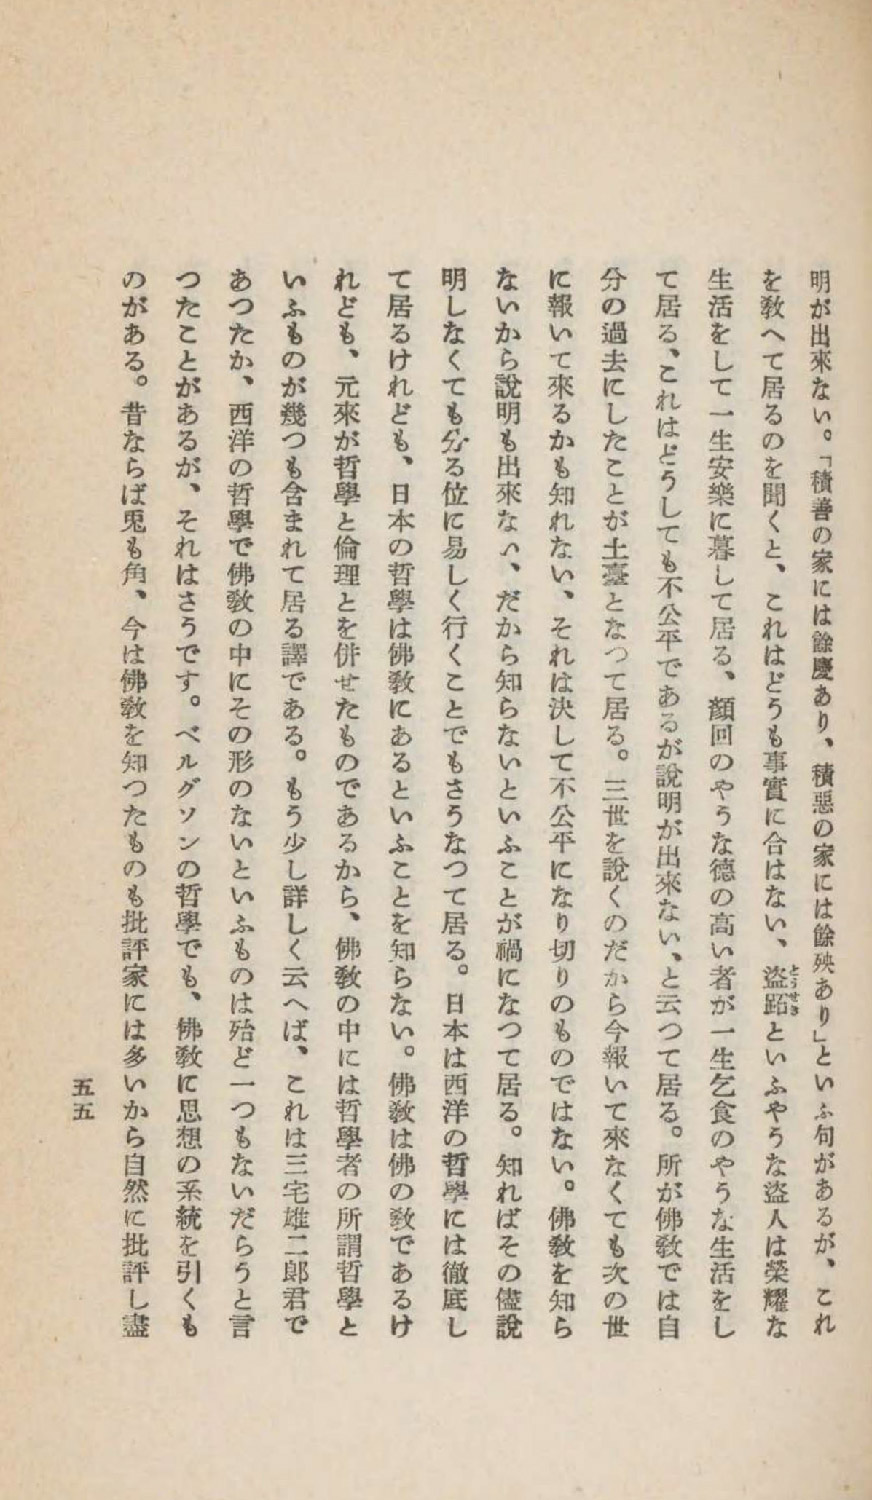 明が出來ない。「積善の家には餘慶あり、積惡の家には餘殃あり」といふ句があるが、これ
を敎へて居るのを聞くと、これはどうも事實に合はない、盜跖といふやうな盜人は榮耀な
とうせき
生活をして一生安樂に暮して居る、顏回のやうな德の高い者が一生乞食のやうな生活をし
て居る、これはどうしても不公平であるが說明が出來ない、と云つて居る。所が佛敎では自
分の過去にしたことが土臺となつて居る。三世を說くのだから今報いて來なくても次の世
に報いて來るかも知れない、それは決して不公平になり切りのものではない。佛敎を知ら
ないから說明も出來ない、だから知らないといふことが禍になつて居る。知ればその儘說
明しなくても分る位に易しく行くことでもさうなつて居る。日本は西洋の哲學には徹底し
て居るけれども、日本の哲學は佛敎にあるといふことを知らない。佛敎は佛の敎であるけ
れども、元來が哲學と倫理とを併せたものであるから、佛敎の中には哲學者の所謂哲學と
いふものが幾つも含まれて居る譯である。もう少し詳しく云へば、これは三宅雄二郞君で
あつたか、西洋の哲學で佛敎の中にその形のないといふものは殆ど一つもないだらうと言
つたことがあるが、それはさうです。ベルグソンの哲學でも、佛敎に思想の系統を引くも
のがある。昔ならば兎も角、今は佛敎を知つたものも批評家には多いから自然に批評し盡
五五